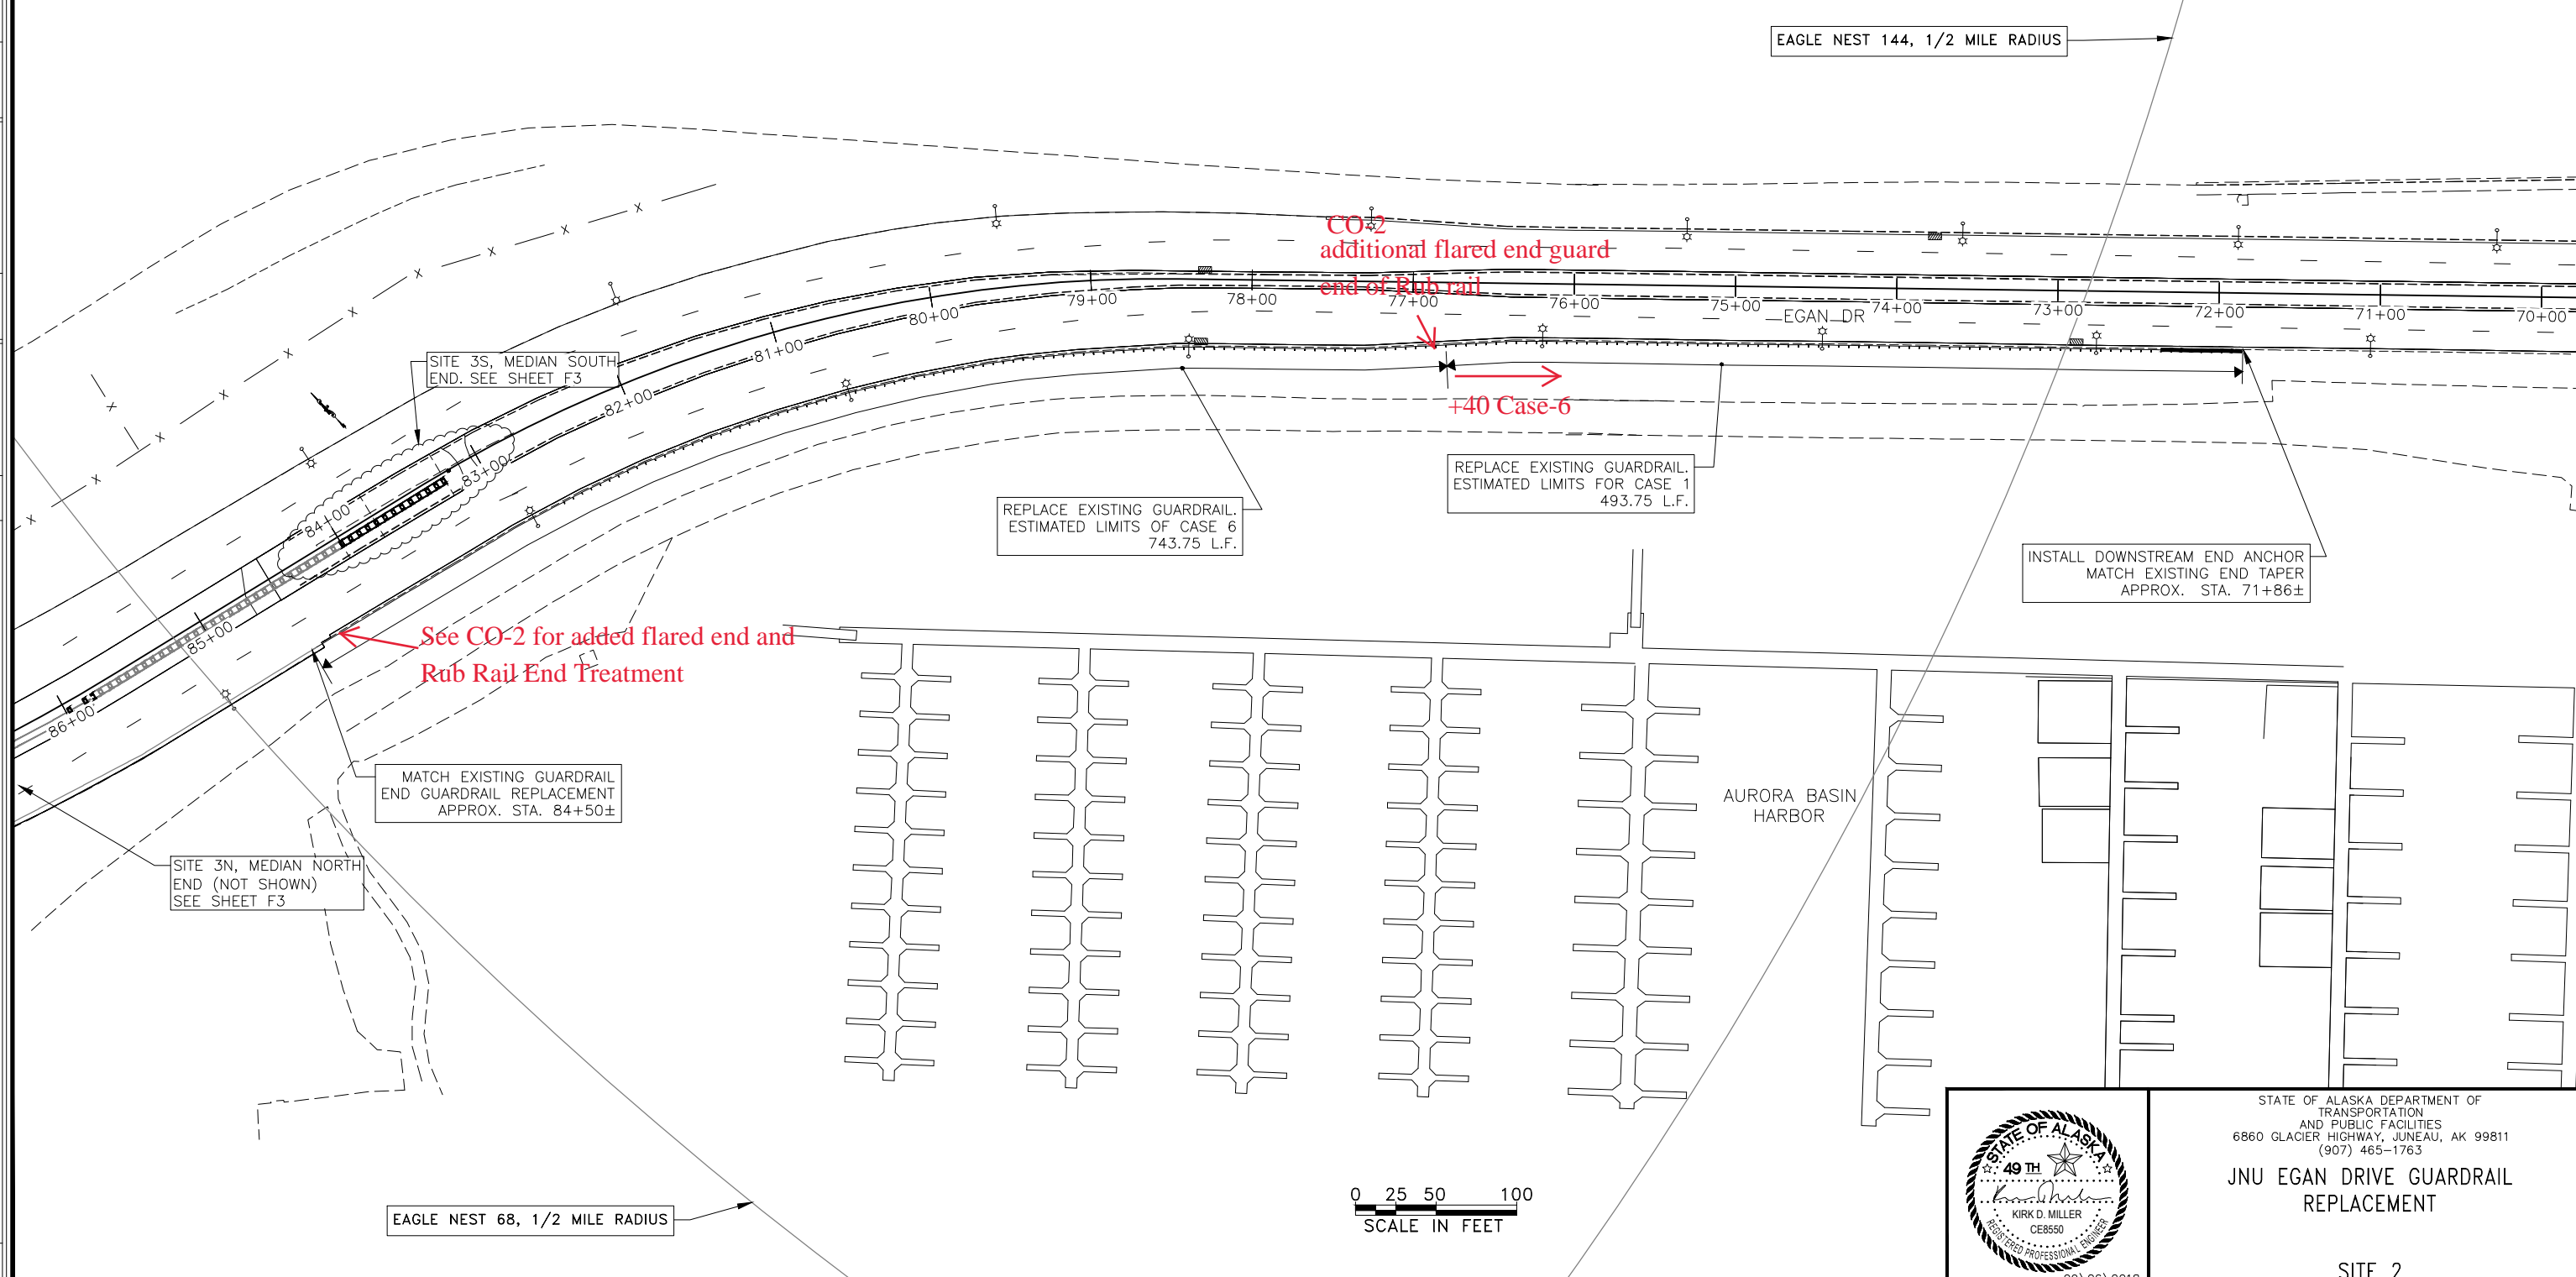 EAGLE NEST 144, 1/2 MILE RADIUS
CO-2
additional flared end guard
end of Rub rail
79+00
78+00
77+00
76+00
75+00
74+00
73+00
72+00
71+00
70+00
EGAN DR
80+00
81+00
82+00
83+00
84+00
85+00
86+00
SITE 3S, MEDIAN SOUTH
END. SEE SHEET F3
+40 Case-6
REPLACE EXISTING GUARDRAIL.
ESTIMATED LIMITS FOR CASE 1
493.75 L.F.
REPLACE EXISTING GUARDRAIL.
ESTIMATED LIMITS OF CASE 6
743.75 L.F.
INSTALL DOWNSTREAM END ANCHOR
MATCH EXISTING END TAPER
APPROX. STA. 71+86±
See CO-2 for added flared end and
Rub Rail End Treatment
MATCH EXISTING GUARDRAIL
END GUARDRAIL REPLACEMENT
APPROX. STA. 84+50±
SITE 3N, MEDIAN NORTH
END (NOT SHOWN)
SEE SHEET F3
AURORA BASIN
HARBOR
EAGLE NEST 68, 1/2 MILE RADIUS
0 25 50 100
SCALE IN FEET
STATE OF ALASKA
49 TH
KIRK D. MILLER
CE8550
REGISTERED PROFESSIONAL ENGINEER
STATE OF ALASKA DEPARTMENT OF
TRANSPORTATION
AND PUBLIC FACILITIES
6860 GLACIER HIGHWAY, JUNEAU, AK 99811
(907) 465-1763
JNU EGAN DRIVE GUARDRAIL
REPLACEMENT
SITE 2